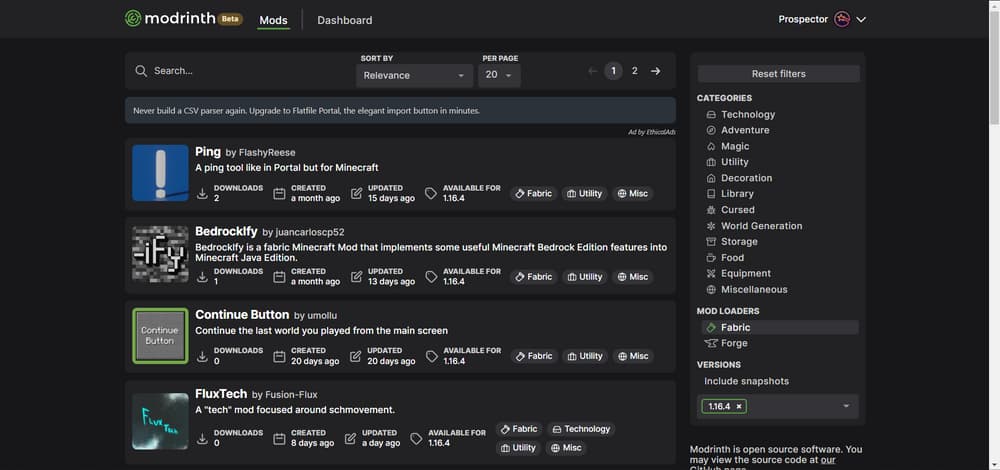 modrinth Beta Mods Dashboard Prospector
Search... SORT BY Relevance PER PAGE 20 1 2
Never build a CSV parser again. Upgrade to Flatfile Portal, the elegant import button in minutes.
Ad by EthicalAds
Ping by FlashyReese
A ping tool like in Portal but for Minecraft
DOWNLOADS 2 CREATED a month ago UPDATED 15 days ago AVAILABLE FOR 1.16.4 Fabric Utility Misc
iFy
BedrockIfy by juancarloscp52
BedrockIfy is a fabric Minecraft Mod that implements some useful Minecraft Bedrock Edition features into
Minecraft Java Edition.
DOWNLOADS 1 CREATED a month ago UPDATED 13 days ago AVAILABLE FOR 1.16.4 Fabric Utility Misc
Continue
Button
Continue Button by umollu
Continue the last world you played from the main screen
DOWNLOADS 0 CREATED 20 days ago UPDATED 20 days ago AVAILABLE FOR 1.16.4 Fabric Utility Misc
Flux
Tech
FluxTech by Fusion-Flux
A "tech" mod focused around schmovement.
DOWNLOADS 0 CREATED 8 days ago UPDATED a day ago AVAILABLE FOR 1.16.4 Fabric Technology
Utility Misc
Reset filters
CATEGORIES
Technology
Adventure
Magic
Utility
Decoration
Library
Cursed
World Generation
Storage
Food
Equipment
Miscellaneous
MOD LOADERS
Fabric
Forge
VERSIONS
Include snapshots
1.16.4 ×
Modrinth is open source software. You
may view the source code at our
GitHub page